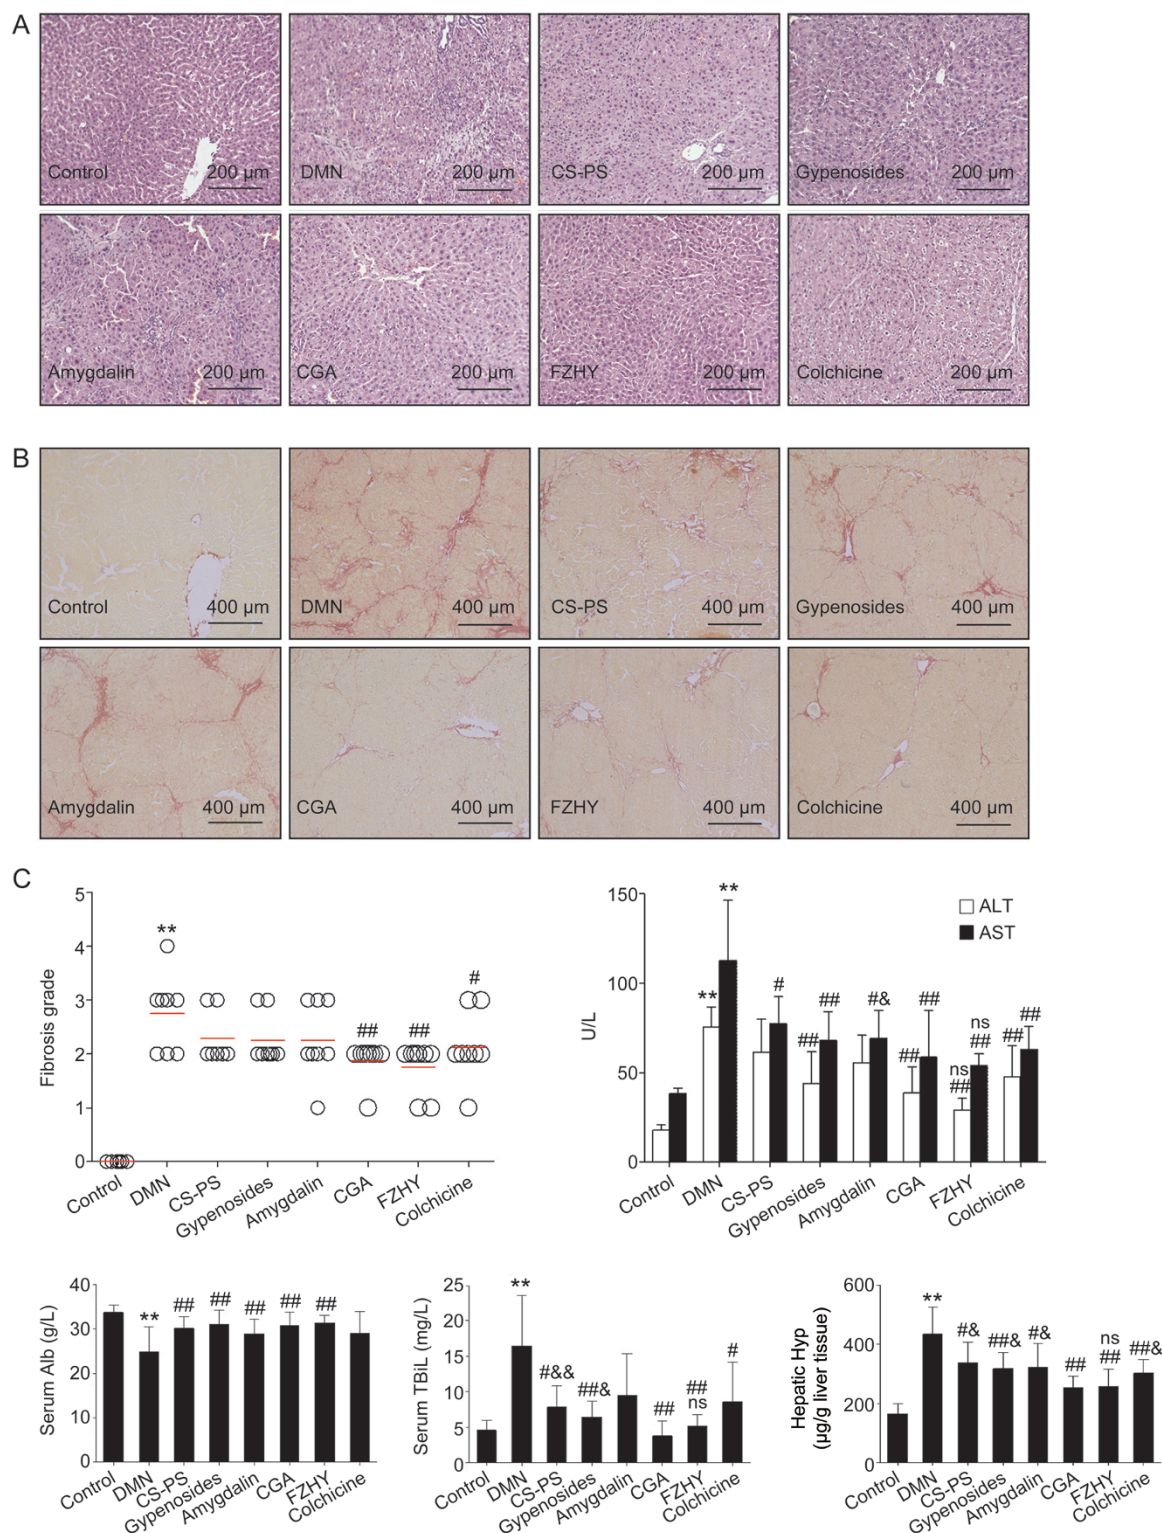 A
Control 200 μm
DMN 200 μm
CS-PS 200 μm
Gypenosides 200 μm
Amygdalin 200 μm
CGA 200 μm
FZHY 200 μm
Colchicine 200 μm
B
Control 400 μm
DMN 400 μm
CS-PS 400 μm
Gypenosides 400 μm
Amygdalin 400 μm
CGA 400 μm
FZHY 400 μm
Colchicine 400 μm
C
Fibrosis grade
5
4
3
2
1
0
**
##
##
#
Control
DMN
CS-PS
Gypenosides
Amygdalin
CGA
FZHY
Colchicine
U/L
150
100
50
0
ALT
AST
**
**
#
##
##
#&
##
##
ns
##
ns
##
##
##
Control
DMN
CS-PS
Gypenosides
Amygdalin
CGA
FZHY
Colchicine
Serum Alb (g/L)
40
30
20
10
0
**
##
##
##
##
##
Control
DMN
CS-PS
Gypenosides
Amygdalin
CGA
FZHY
Colchicine
Serum TBiL (mg/L)
25
20
15
10
5
0
**
#&&
##&
##
##
ns
#
Control
DMN
CS-PS
Gypenosides
Amygdalin
CGA
FZHY
Colchicine
Hepatic Hyp
(μg/g liver tissue)
600
400
200
0
**
#&
##&
#&
##
ns
##
##&
Control
DMN
CS-PS
Gypenosides
Amygdalin
CGA
FZHY
Colchicine